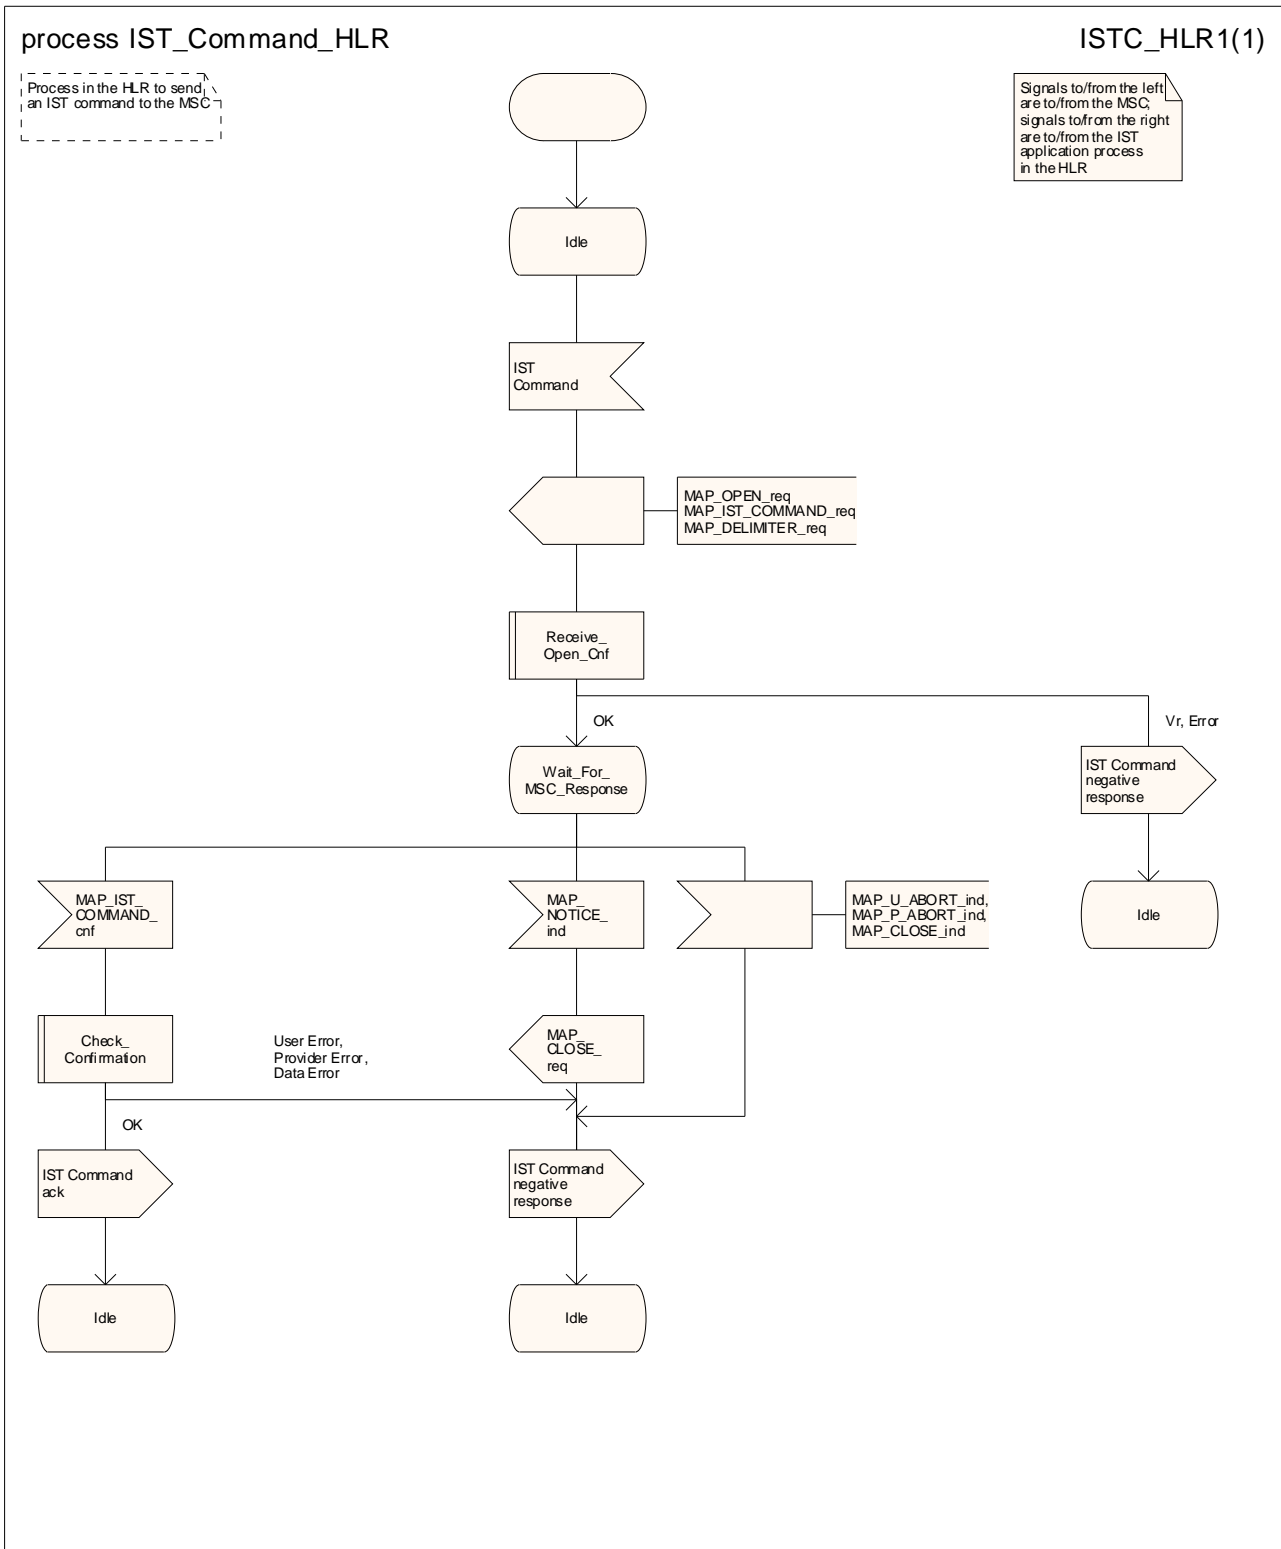 process IST_Command_HLR
ISTC_HLR1(1)
Process in the HLR to send
an IST command to the MSC
Signals to/from the left
are to/from the MSC;
signals to/from the right
are to/from the IST
application process
in the HLR
Idle
IST
Command
MAP_OPEN_req
MAP_IST_COMMAND_req
MAP_DELIMITER_req
Receive_
Open_Cnf
OK
Vr, Error
Wait_For_
MSC_Response
IST Command
negative
response
MAP_IST_
COMMAND_
cnf
MAP_
NOTICE_
ind
MAP_U_ABORT_ind,
MAP_P_ABORT_ind,
MAP_CLOSE_ind
Idle
Check_
Confirmation
User Error,
Provider Error,
Data Error
MAP_
CLOSE_
req
OK
IST Command
ack
IST Command
negative
response
Idle
Idle